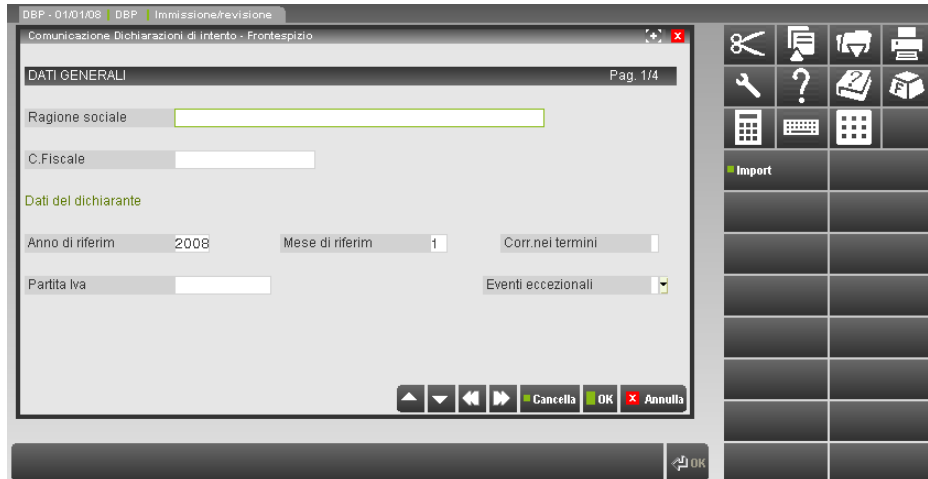 DBP - 01/01/08 DBP Immissione/revisione
Comunicazione Dichiarazioni di intento - Frontespizio
DATI GENERALI Pag. 1/4
Ragione sociale
C.Fiscale
Import
Dati del dichiarante
Anno di riferim 2008 Mese di riferim 1 Corr.nei termini
Partita Iva Eventi eccezionali
Cancella OK Annulla
OK